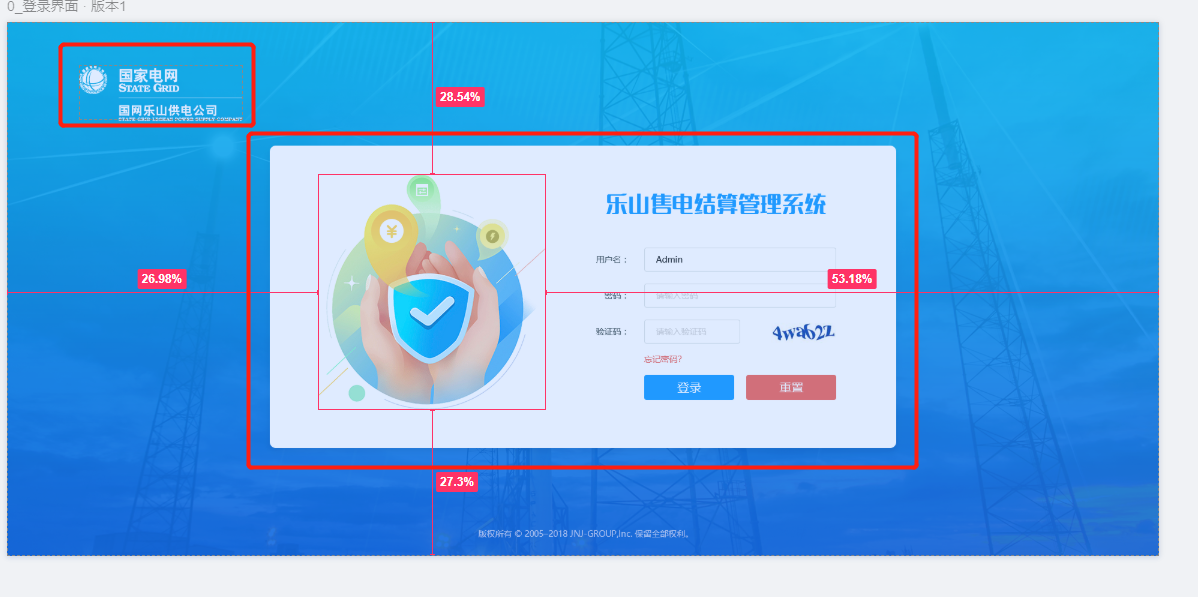 0_登录界面 · 版本1
国家电网
STATE GRID
国网乐山供电公司
STATE GRID LESHAN POWER SUPPLY COMPANY
28.54%
¥
乐山售电结算管理系统
用户名： Admin
26.98%
53.18%
密码： 请输入密码
验证码： 请输入验证码 4wa62z
忘记密码？
登录 重置
27.3%
版权所有 © 2005-2018 JNJ-GROUP,Inc. 保留全部权利。